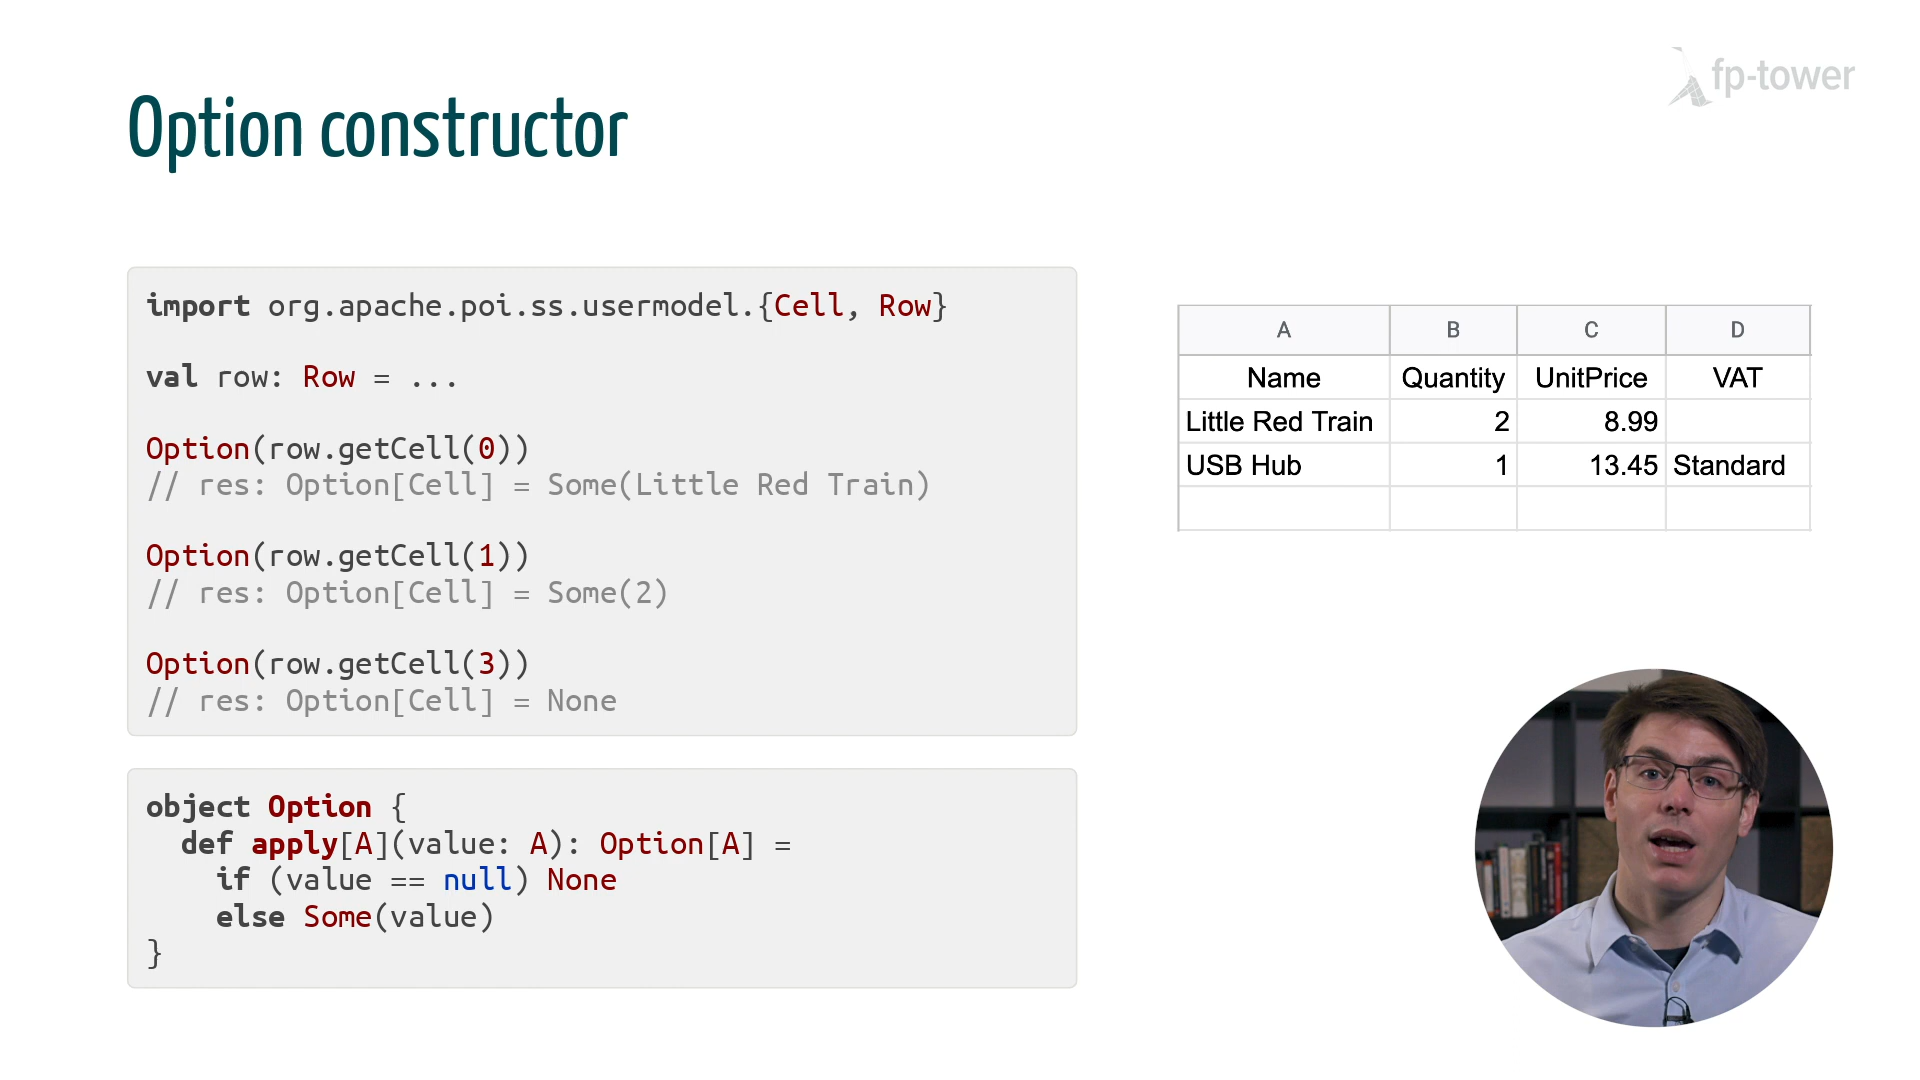 fp-tower
Option constructor
import org.apache.poi.ss.usermodel.{Cell, Row}
val row: Row = ...
Option(row.getCell(0))
// res: Option[Cell] = Some(Little Red Train)
Option(row.getCell(1))
// res: Option[Cell] = Some(2)
Option(row.getCell(3))
// res: Option[Cell] = None
object Option {
  def apply[A](value: A): Option[A] =
    if (value == null) None
    else Some(value)
}
A B C D
Name Quantity UnitPrice VAT
Little Red Train 2 8.99
USB Hub 1 13.45 Standard